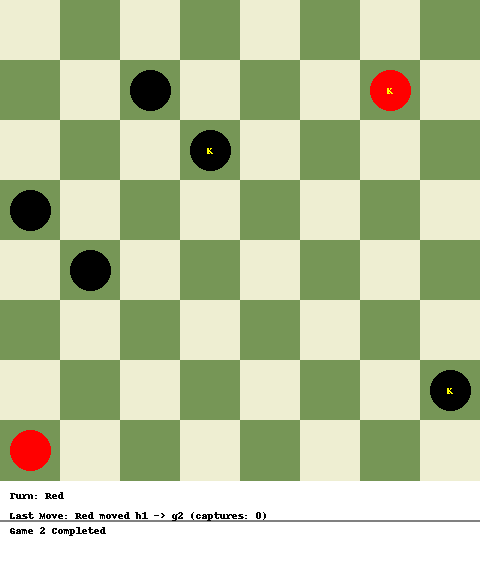 K
K
K
Turn: Red
Last Move: Red moved h1 -> g2 (captures: 0)
Game 2 Completed